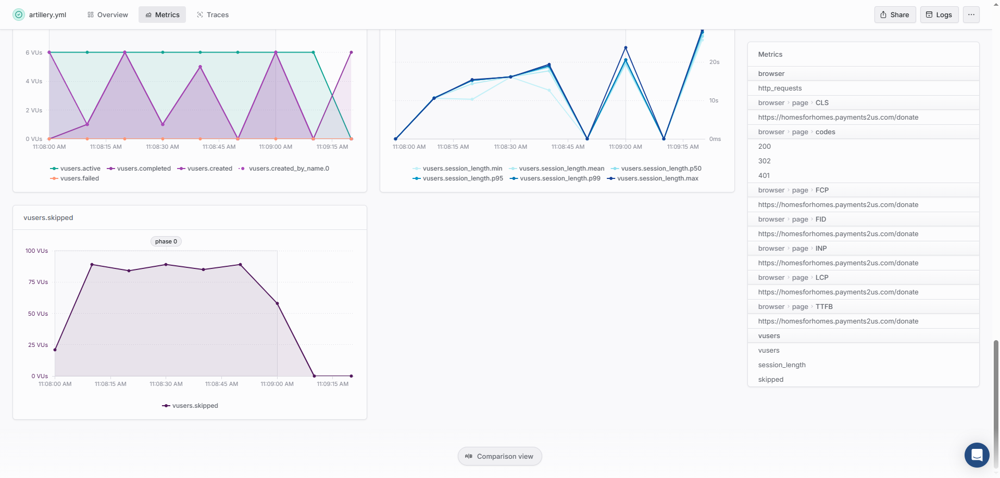 artillery.yml
Overview
Metrics
Traces
Share
Logs
6 VUs
4 VUs
2 VUs
0 VUs
11:08:00 AM 11:08:15 AM 11:08:30 AM 11:08:45 AM 11:09:00 AM 11:09:15 AM
vusers.active vusers.completed vusers.created vusers.created_by_name.0
vusers.failed
20s
10s
0ms
11:08:00 AM 11:08:15 AM 11:08:30 AM 11:08:45 AM 11:09:00 AM 11:09:15 AM
vusers.session_length.min vusers.session_length.mean vusers.session_length.p50
vusers.session_length.p95 vusers.session_length.p99 vusers.session_length.max
vusers.skipped
phase 0
100 VUs
75 VUs
50 VUs
25 VUs
0 VUs
11:08:00 AM 11:08:15 AM 11:08:30 AM 11:08:45 AM 11:09:00 AM 11:09:15 AM
vusers.skipped
Metrics
browser
http_requests
browser › page › CLS
https://homesforhomes.payments2us.com/donate
browser › page › codes
200
302
401
browser › page › FCP
https://homesforhomes.payments2us.com/donate
browser › page › FID
https://homesforhomes.payments2us.com/donate
browser › page › INP
https://homesforhomes.payments2us.com/donate
browser › page › LCP
https://homesforhomes.payments2us.com/donate
browser › page › TTFB
https://homesforhomes.payments2us.com/donate
vusers
vusers
session_length
skipped
A|B Comparison view